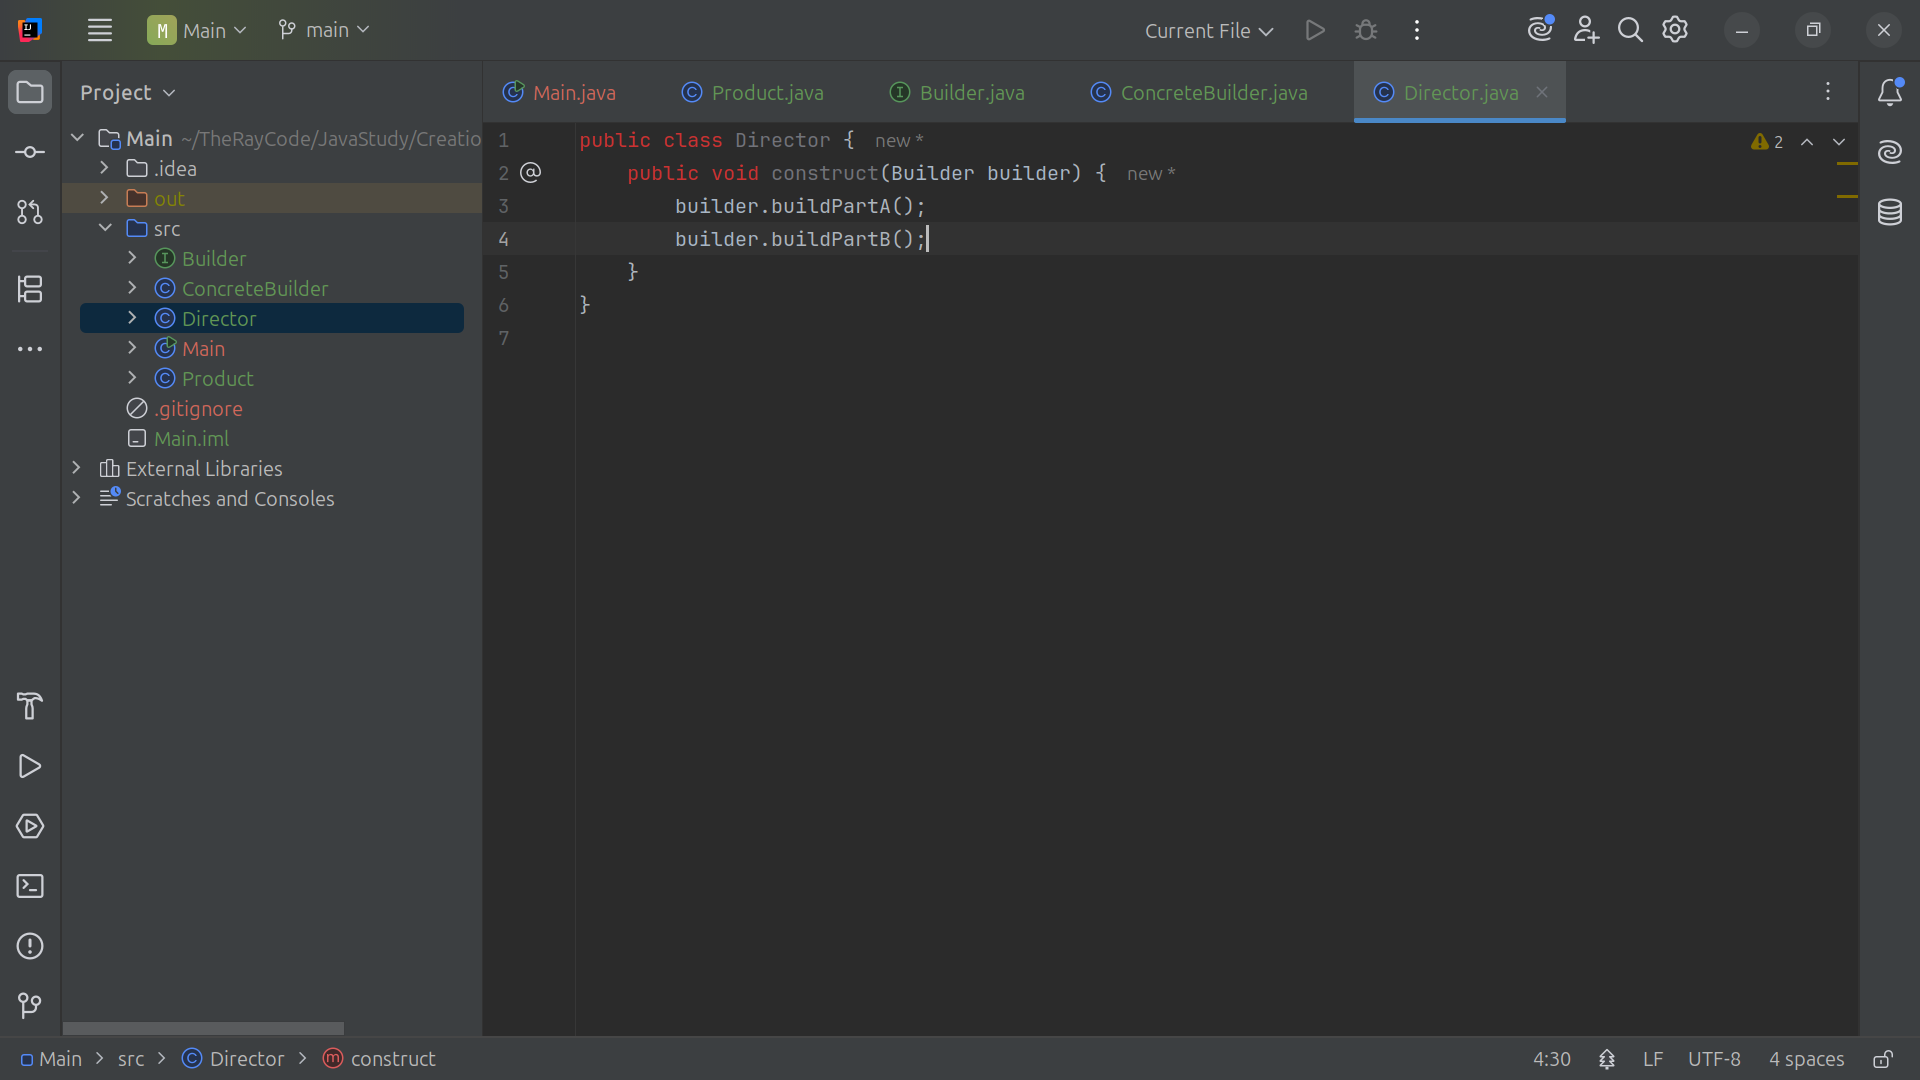 M Main main Current File
Project
Main.java Product.java Builder.java ConcreteBuilder.java Director.java
Main ~/TheRayCode/JavaStudy/Creatio
.idea
out
src
Builder
ConcreteBuilder
Director
Main
Product
.gitignore
Main.iml
External Libraries
Scratches and Consoles
1 public class Director { new *
2 public void construct(Builder builder) { new *
3 builder.buildPartA();
4 builder.buildPartB();
5 }
6 }
7
2
Main src Director construct
4:30 LF UTF-8 4 spaces